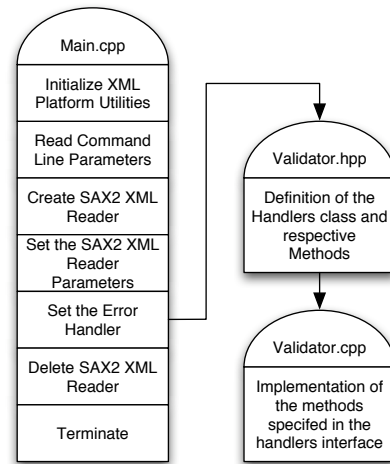 Main.cpp
Initialize XML
Platform Utilities
Read Command
Line Parameters
Create SAX2 XML
Reader
Set the SAX2 XML
Reader
Parameters
Set the Error
Handler
Delete SAX2 XML
Reader
Terminate
Validator.hpp
Definition of the
Handlers class and
respective
Methods
Validator.cpp
Implementation of
the methods
specifed in the
handlers interface